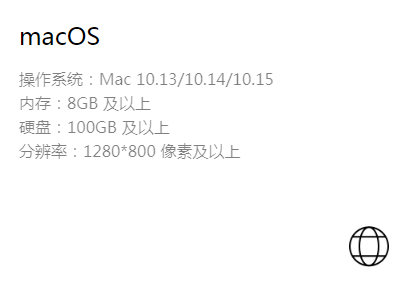 macOS
操作系统：Mac 10.13/10.14/10.15
内存：8GB 及以上
硬盘：100GB 及以上
分辨率：1280*800 像素及以上